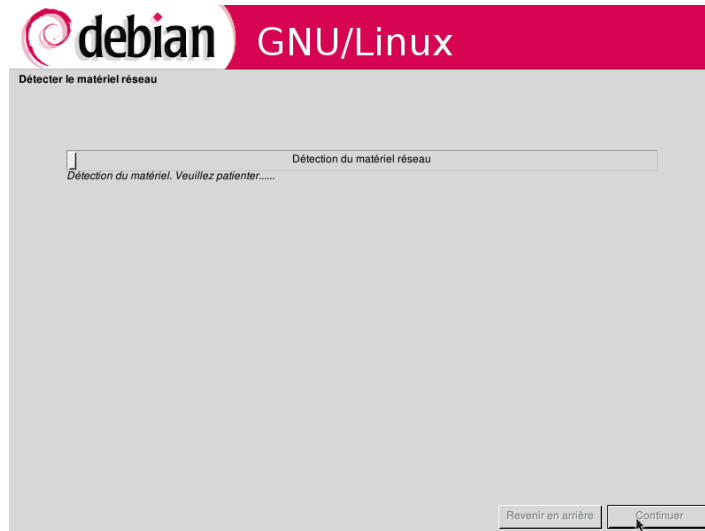 debian GNU/Linux
Détecter le matériel réseau
Détection du matériel réseau
Détection du matériel. Veuillez patienter......
Revenir en arrière Continuer